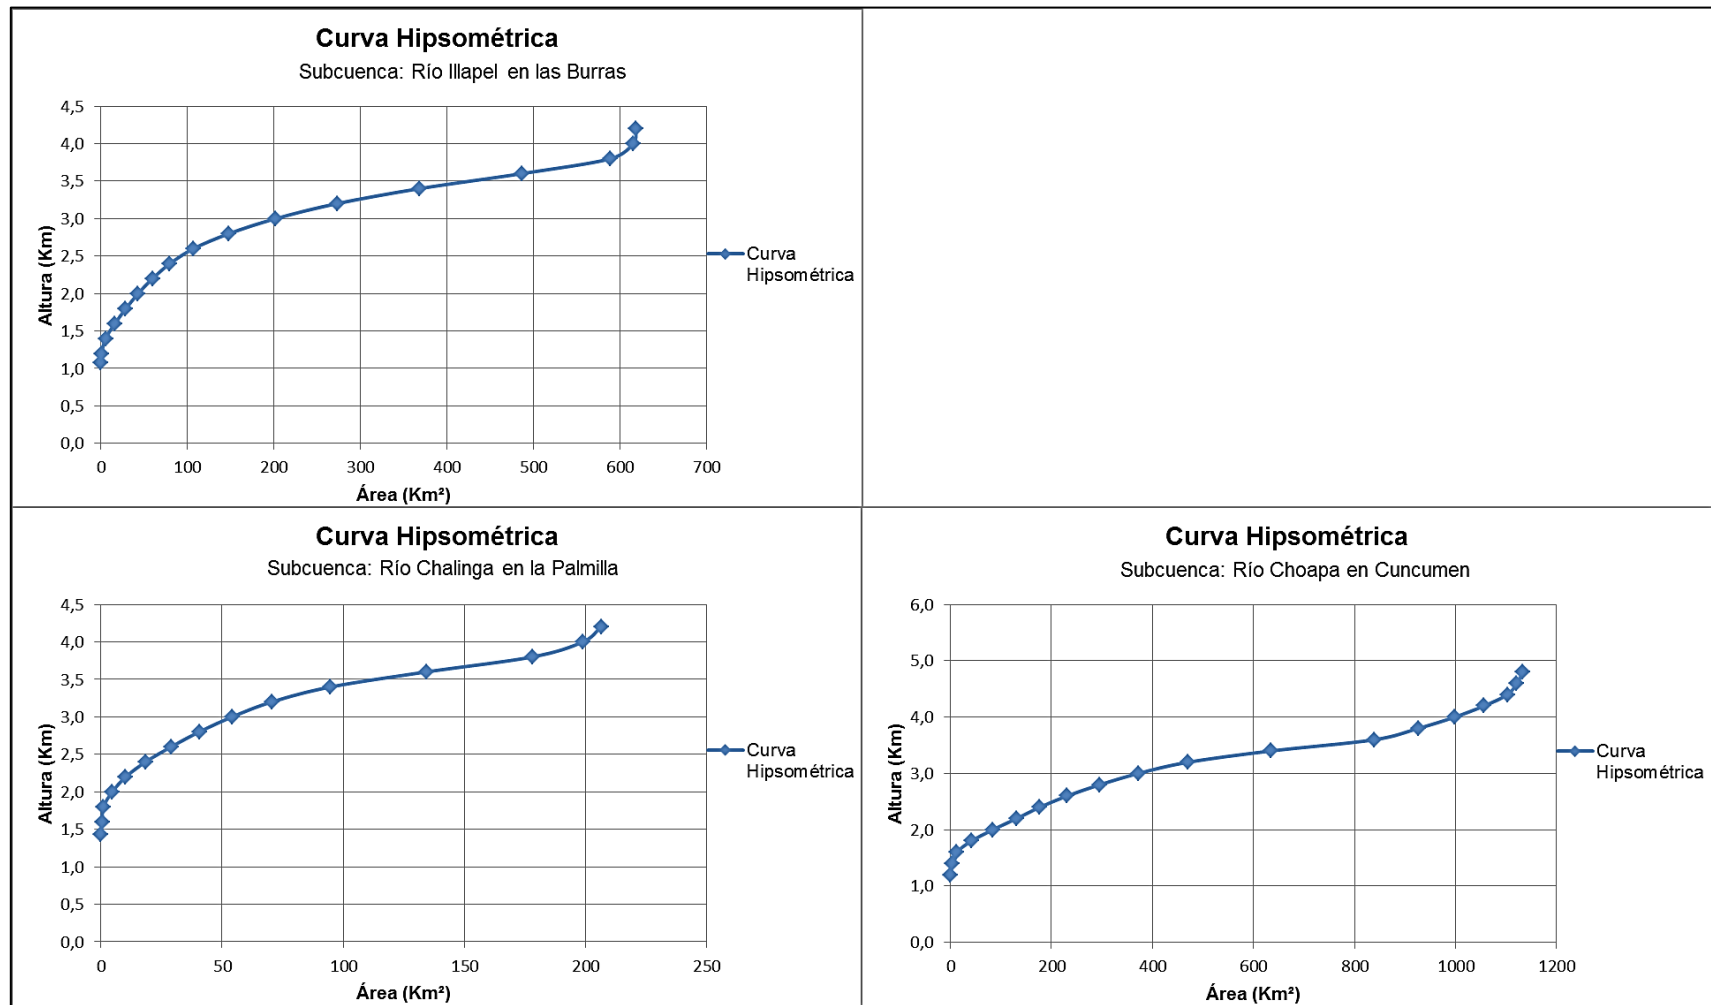 Curva Hipsométrica
Subcuenca: Río Illapel en las Burras
4,5
4,0
3,5
3,0
2,5
2,0
1,5
1,0
0,5
0,0
Altura (Km)
0 100 200 300 400 500 600 700
Área (Km²)
Curva
Hipsométrica
Curva Hipsométrica
Subcuenca: Río Chalinga en la Palmilla
4,5
4,0
3,5
3,0
2,5
2,0
1,5
1,0
0,5
0,0
Altura (Km)
0 50 100 150 200 250
Área (Km²)
Curva
Hipsométrica
Curva Hipsométrica
Subcuenca: Río Choapa en Cuncumen
6,0
5,0
4,0
3,0
2,0
1,0
0,0
Altura (Km)
0 200 400 600 800 1000 1200
Área (Km²)
Curva
Hipsométrica